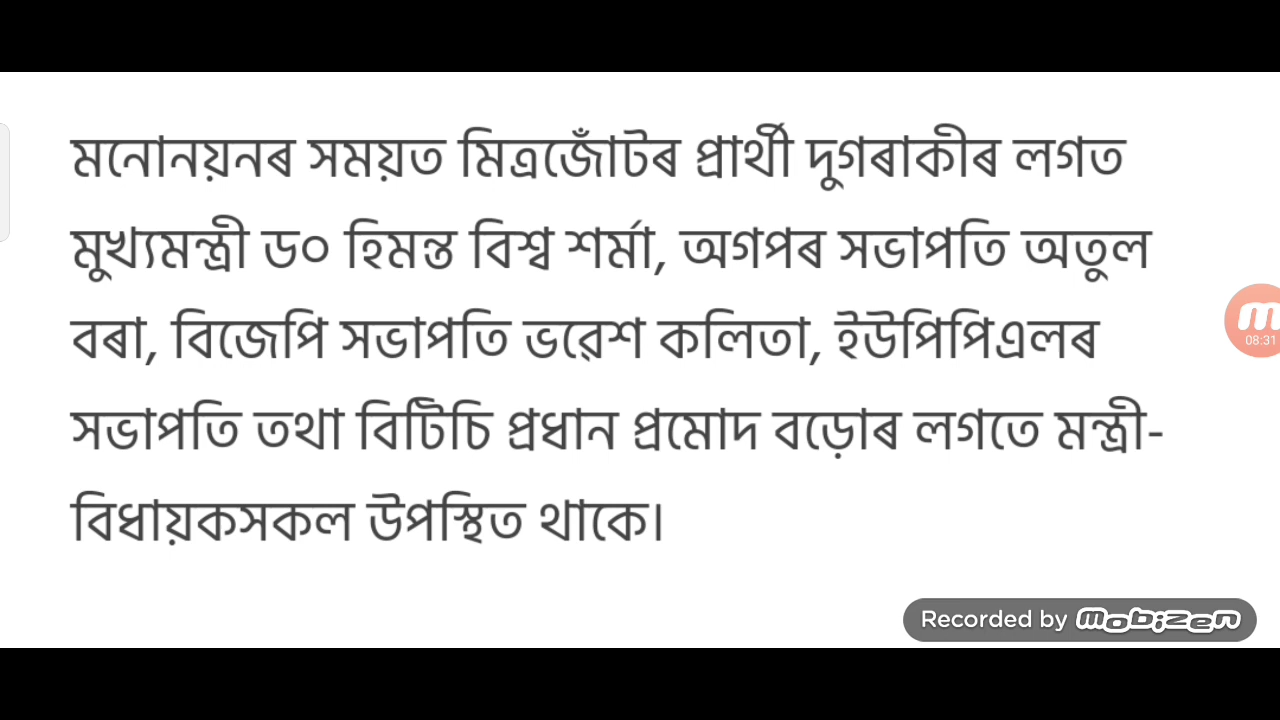 মনোনয়নৰ সময়ত মিত্ৰজোঁটৰ প্ৰাৰ্থী দুগৰাকীৰ লগত
মুখ্যমন্ত্ৰী ড০ হিমন্ত বিশ্ব শৰ্মা, অগপৰ সভাপতি অতুল
বৰা, বিজেপি সভাপতি ভৱেশ কলিতা, ইউপিপিএলৰ
সভাপতি তথা বিটিচি প্ৰধান প্ৰমোদ বড়োৰ লগতে মন্ত্ৰী-
বিধায়কসকল উপস্থিত থাকে।
08:31
Recorded by Mobizen